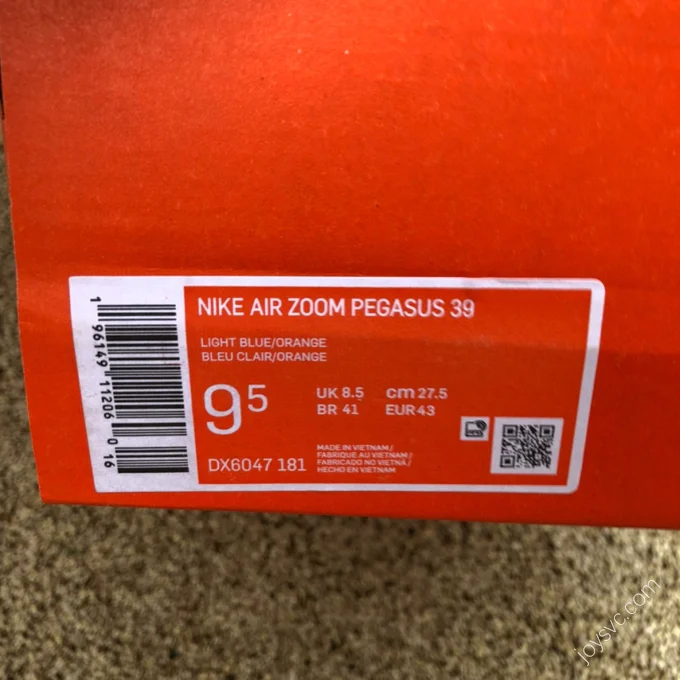 NIKE AIR ZOOM PEGASUS 39
LIGHT BLUE/ORANGE
BLEU CLAIR/ORANGE
95
UK 8.5 cm 27.5
BR 41 EUR 43
DX6047 181
MADE IN VIETNAM /
FABRIQUE AU VIETNAM /
FABRICADO NO VIETNÃ /
HECHO EN VIETNAM
1 96149 11206 0 16
joysvc.com